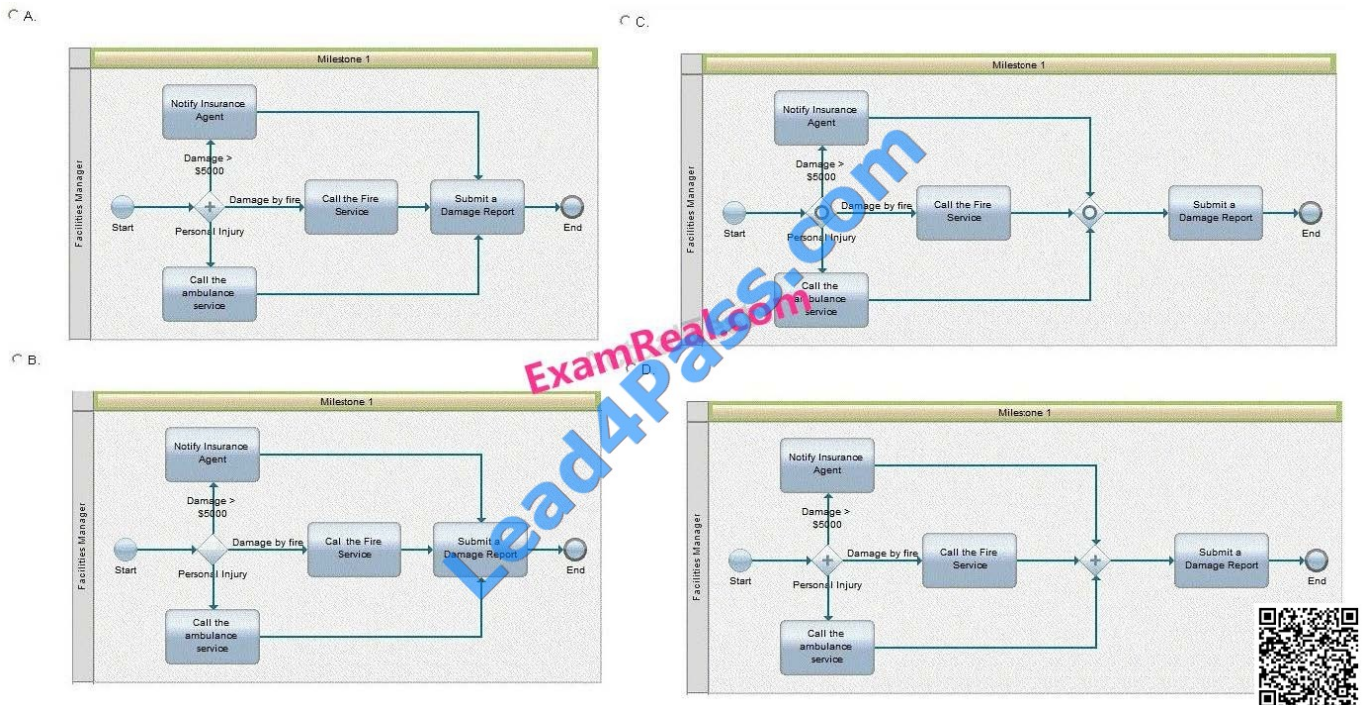 A.
Milestone 1
Facilities Manager
Notify Insurance
Agent
Damage >
$5000
Start
Damage by fire
Call the Fire
Service
Submit a
Damage Report
End
Personal Injury
Call the
ambulance
service
C.
Milestone 1
Facilities Manager
Notify Insurance
Agent
Damage >
$5000
Start
Damage by fire
Call the Fire
Service
Submit a
Damage Report
End
Personal Injury
Call the
ambulance
service
B.
Milestone 1
Facilities Manager
Notify Insurance
Agent
Damage >
$5000
Start
Damage by fire
Call the Fire
Service
Submit a
Damage Report
End
Personal Injury
Call the
ambulance
service
D.
Milestone 1
Facilities Manager
Notify Insurance
Agent
Damage >
$5000
Start
Damage by fire
Call the Fire
Service
Submit a
Damage Report
End
Personal Injury
Call the
ambulance
service
ExamReal.com
Lead4Pass.com